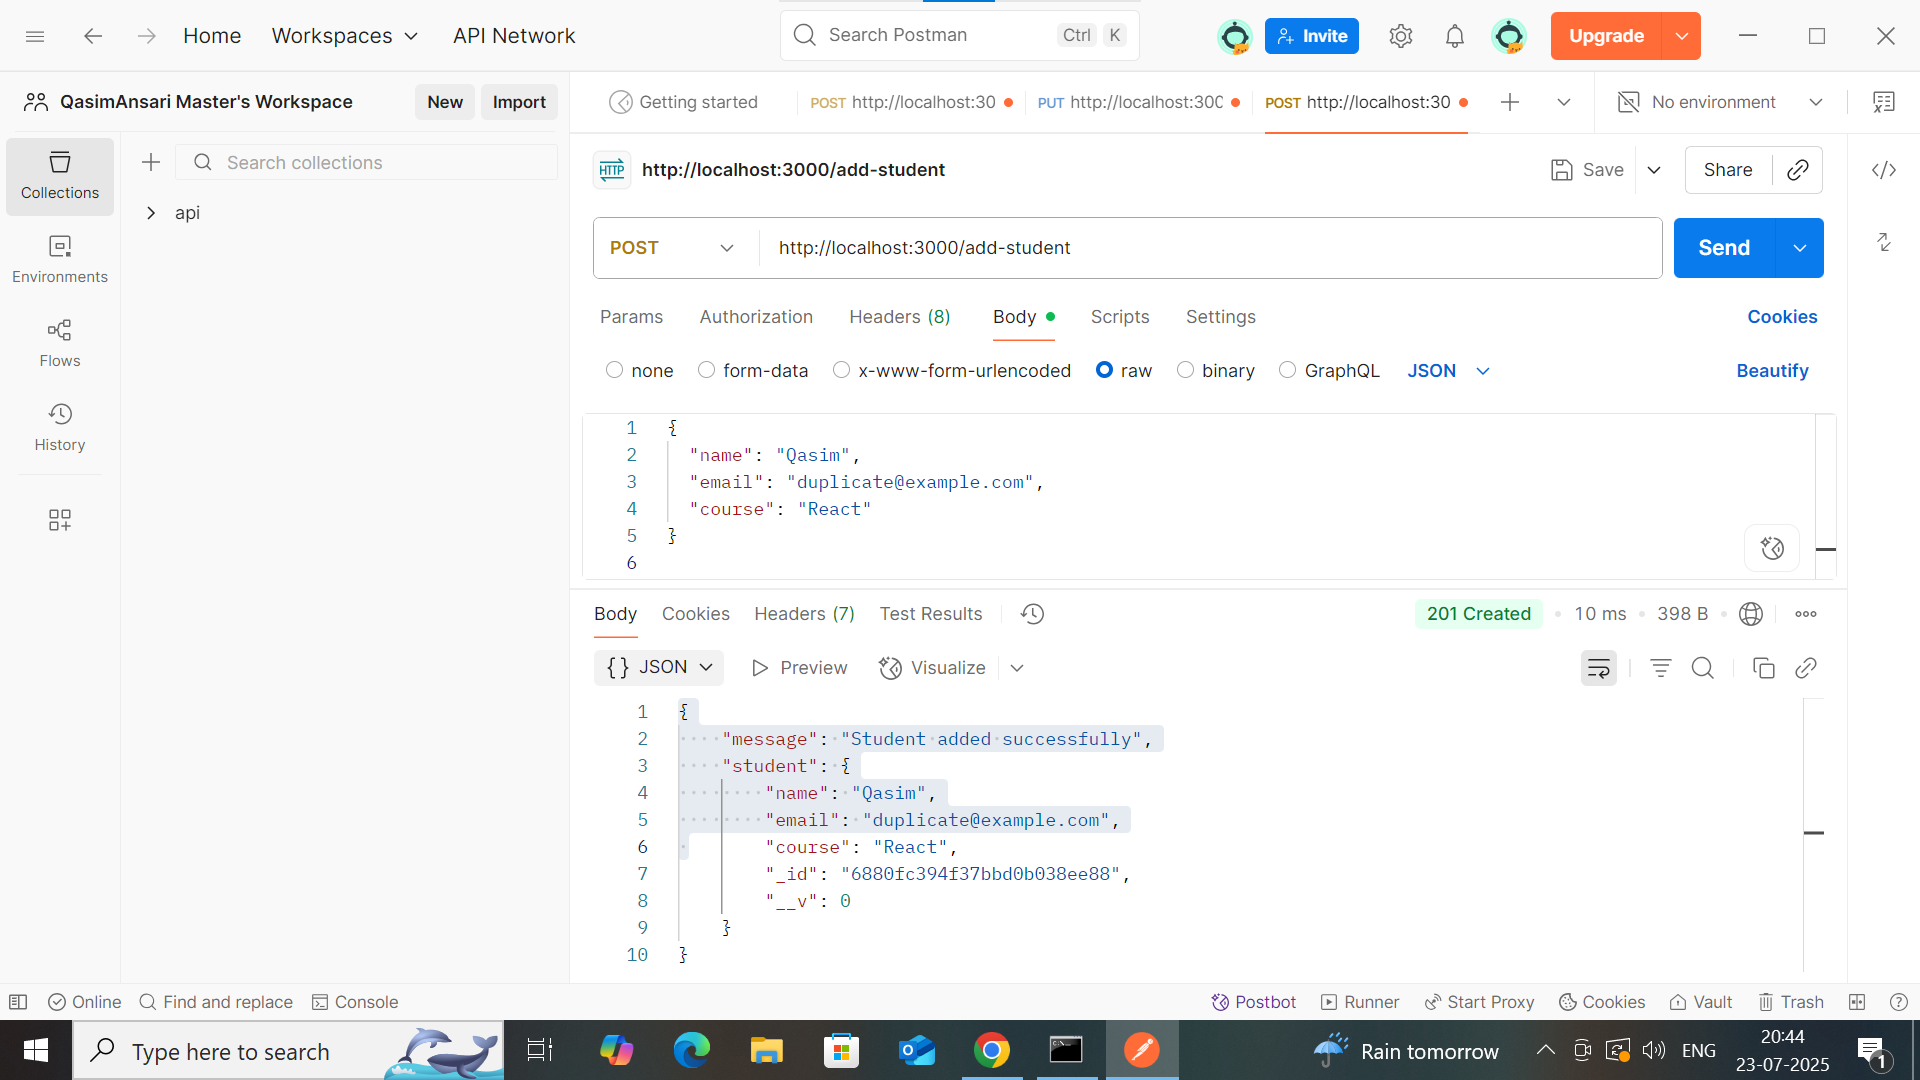 Home
Workspaces
API Network
Search Postman
Ctrl K
Invite
Upgrade
QasimAnsari Master's Workspace
New
Import
Getting started
POST http://localhost:30
PUT http://localhost:300
POST http://localhost:30
No environment
Collections
Search collections
api
Environments
Flows
History
HTTP http://localhost:3000/add-student
Save
Share
POST
http://localhost:3000/add-student
Send
Params
Authorization
Headers (8)
Body
Scripts
Settings
Cookies
none
form-data
x-www-form-urlencoded
raw
binary
GraphQL
JSON
Beautify
1 {
2 "name": "Qasim",
3 "email": "duplicate@example.com",
4 "course": "React"
5 }
6
Body
Cookies
Headers (7)
Test Results
201 Created
10 ms
398 B
{} JSON
Preview
Visualize
1 {
2 "message": "Student added successfully",
3 "student": {
4 "name": "Qasim",
5 "email": "duplicate@example.com",
6 "course": "React",
7 "_id": "6880fc394f37bbd0b038ee88",
8 "__v": 0
9 }
10 }
Online
Find and replace
Console
Postbot
Runner
Start Proxy
Cookies
Vault
Trash
Type here to search
Rain tomorrow
ENG
20:44
23-07-2025
1